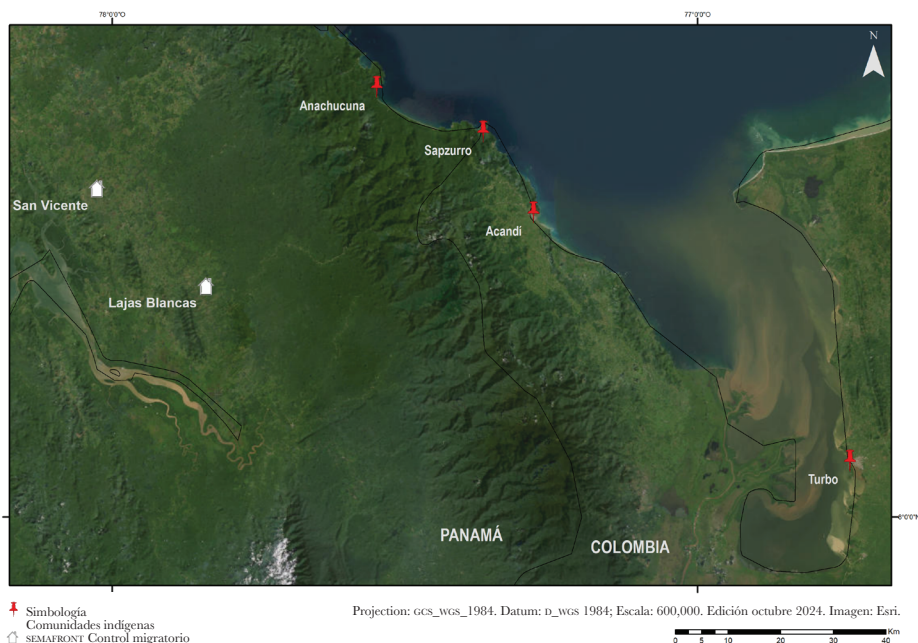 78°0'0"O
77°0'0"O
N
Anachucuna
Sapzurro
San Vicente
Acandí
Lajas Blancas
Turbo
8°0'0"N
PANAMÁ
COLOMBIA
Simbología
Comunidades indígenas
SEMAFRONT Control migratorio
Projection: GCS_WGS_1984. Datum: D_WGS 1984; Escala: 600,000. Edición octubre 2024. Imagen: Esri.
Km
0 5 10 20 30 40